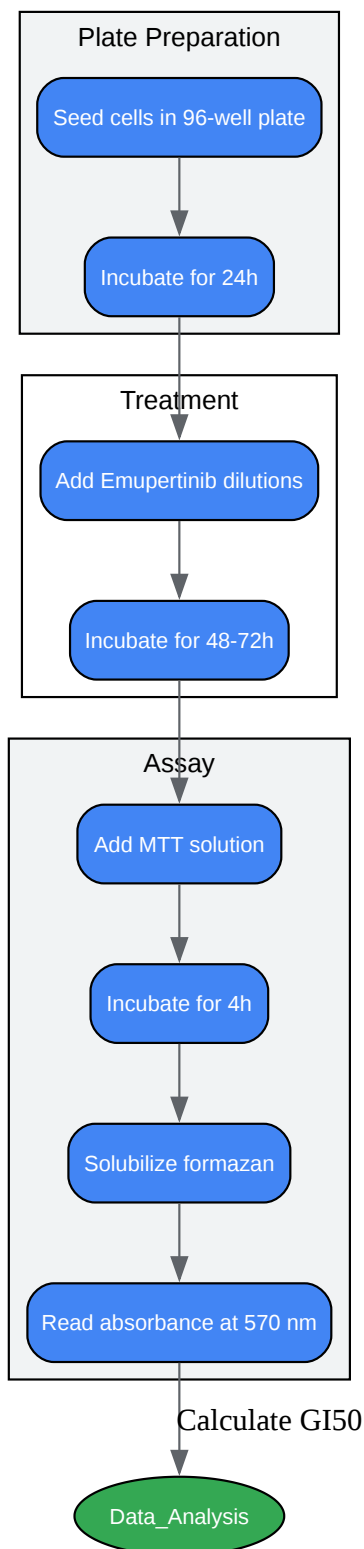 Plate Preparation
Seed cells in 96-well plate
Incubate for 24h
Treatment
Add Emupertinib dilutions
Incubate for 48-72h
Assay
Add MTT solution
Incubate for 4h
Solubilize formazan
Read absorbance at 570 nm
Calculate GI50
Data_Analysis